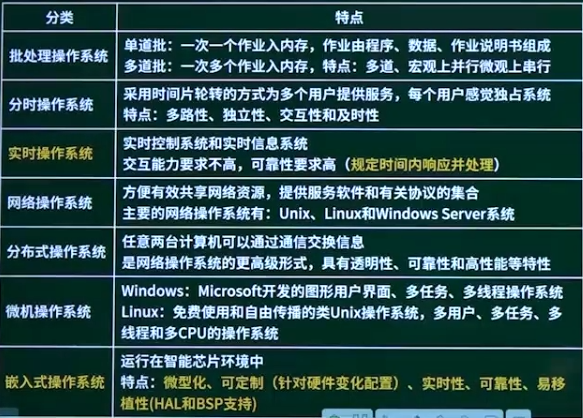 分类
特点
批处理操作系统
单道批：一次一个作业入内存，作业由程序、数据、作业说明书组成
多道批：一次多个作业入内存，特点：多道、宏观上并行微观上串行
分时操作系统
采用时间片轮转的方式为多个用户提供服务，每个用户感觉独占系统
特点：多路性、独立性、交互性和及时性
实时操作系统
实时控制系统和实时信息系统
交互能力要求不高，可靠性要求高（规定时间内响应并处理）
网络操作系统
方便有效共享网络资源，提供服务软件和有关协议的集合
主要的网络操作系统有：Unix、Linux和Windows Server系统
分布式操作系统
任意两台计算机可以通过通信交换信息
是网络操作系统的更高级形式，具有透明性、可靠性和高性能等特性
微机操作系统
Windows：Microsoft开发的图形用户界面、多任务、多线程操作系统
Linux：免费使用和自由传播的类Unix操作系统，多用户、多任务、多
线程和多CPU的操作系统
嵌入式操作系统
运行在智能芯片环境中
特点：微型化、可定制（针对硬件变化配置）、实时性、可靠性、易移
植性(HAL和BSP支持)